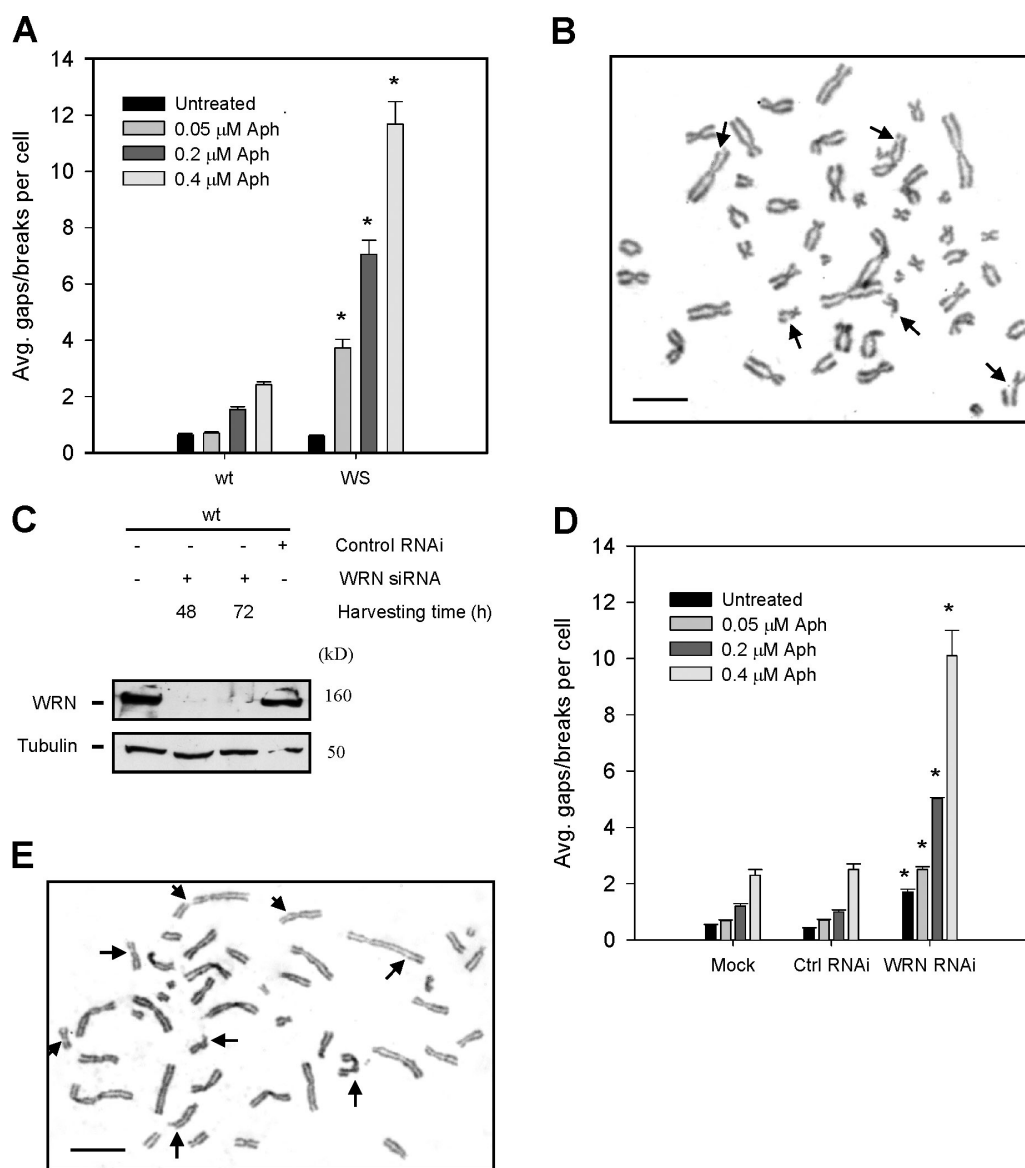 A
Avg. gaps/breaks per cell
14
12
10
8
6
4
2
0
Untreated
0.05 μM Aph
0.2 μM Aph
0.4 μM Aph
*
*
*
wt
WS
B
C
wt
- - - + Control RNAi
- + + - WRN siRNA
48 72 Harvesting time (h)
(kD)
WRN 160
Tubulin 50
D
Avg. gaps/breaks per cell
14
12
10
8
6
4
2
0
Untreated
0.05 μM Aph
0.2 μM Aph
0.4 μM Aph
*
*
*
*
Mock
Ctrl RNAi
WRN RNAi
E